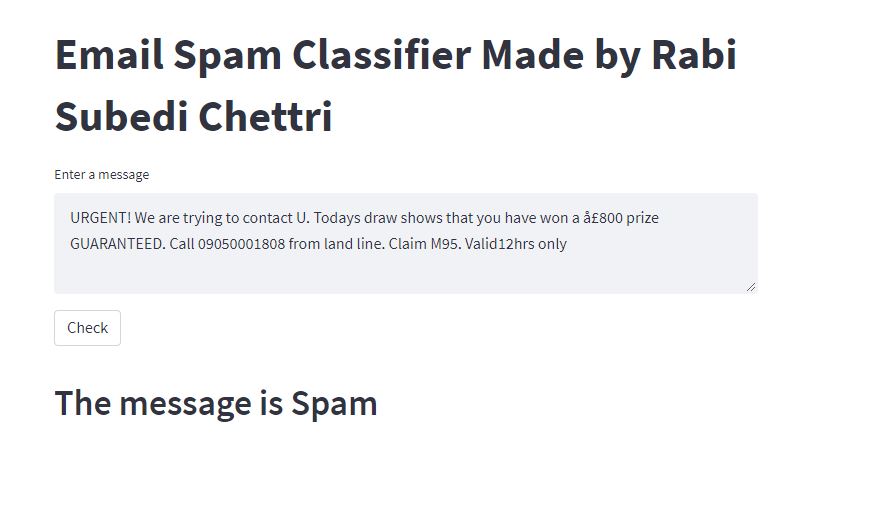 Email Spam Classifier Made by Rabi
Subedi Chettri
Enter a message
URGENT! We are trying to contact U. Todays draw shows that you have won a å£800 prize
GUARANTEED. Call 09050001808 from land line. Claim M95. Valid12hrs only
Check
The message is Spam